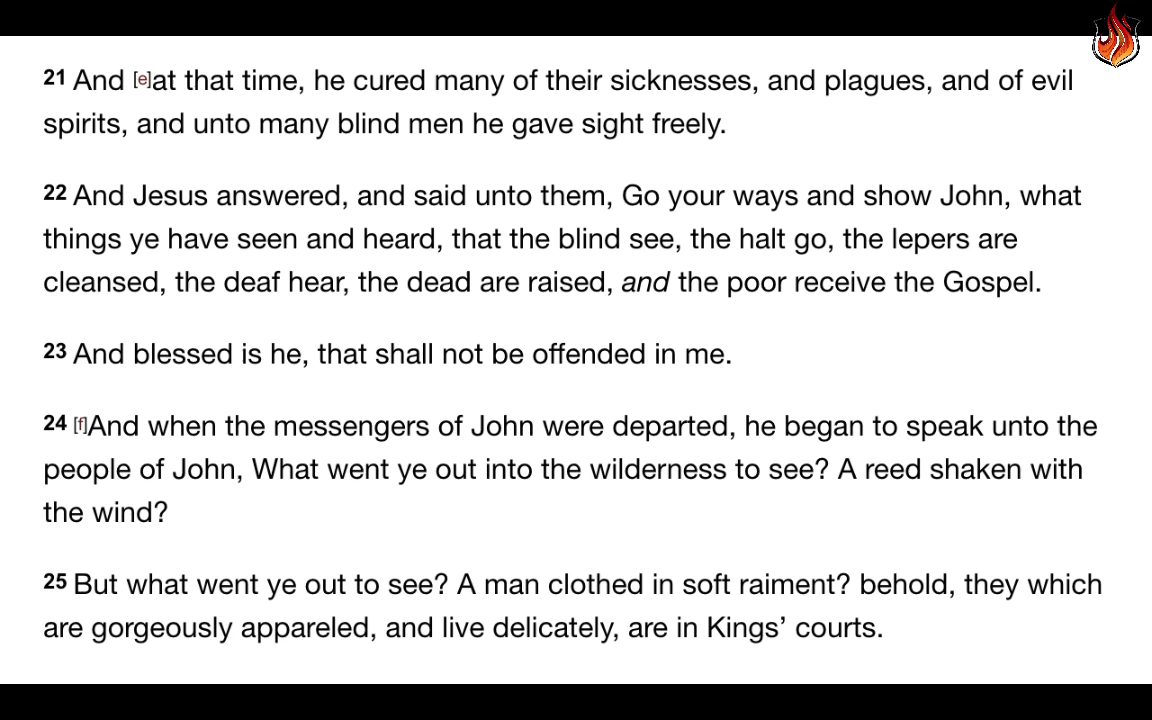 21 And [e]at that time, he cured many of their sicknesses, and plagues, and of evil
spirits, and unto many blind men he gave sight freely.
22 And Jesus answered, and said unto them, Go your ways and show John, what
things ye have seen and heard, that the blind see, the halt go, the lepers are
cleansed, the deaf hear, the dead are raised, and the poor receive the Gospel.
23 And blessed is he, that shall not be offended in me.
24 [f]And when the messengers of John were departed, he began to speak unto the
people of John, What went ye out into the wilderness to see? A reed shaken with
the wind?
25 But what went ye out to see? A man clothed in soft raiment? behold, they which
are gorgeously appareled, and live delicately, are in Kings’ courts.